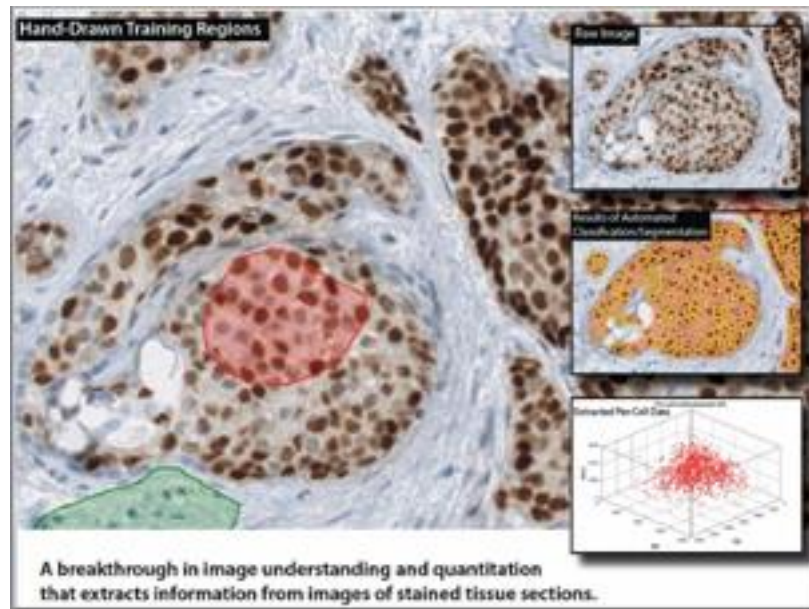 Hand-Drawn Training Regions
Raw Image
Results of Automated
Classification/Segmentation
Extracted Per-Cell Data
A breakthrough in image understanding and quantitation
that extracts information from images of stained tissue sections.